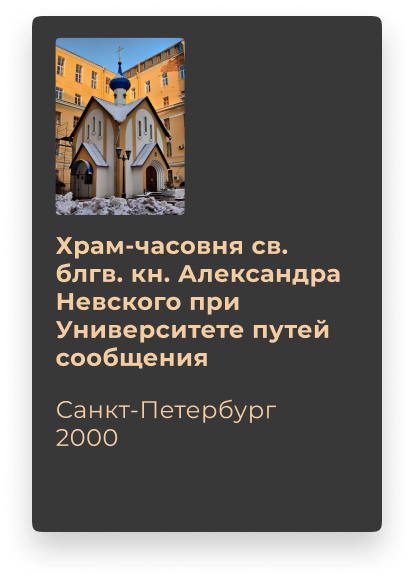 Храм-часовня св.
блгв. кн. Александра
Невского при
Университете путей
сообщения
Санкт-Петербург
2000